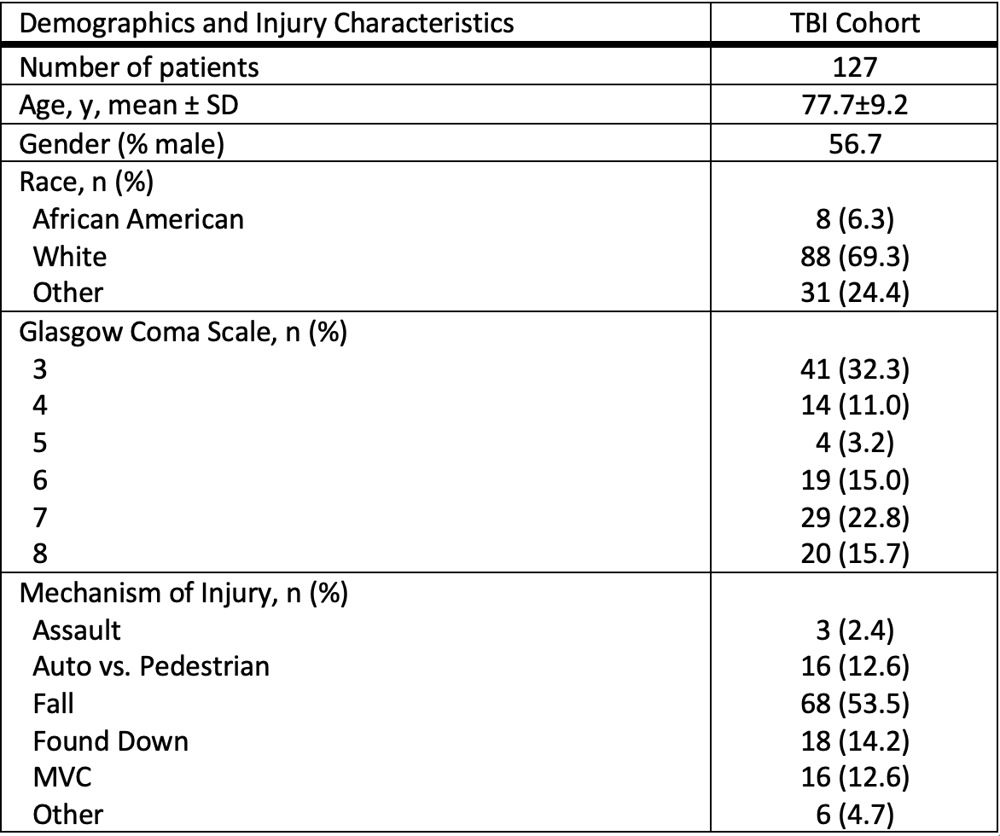 Demographics and Injury Characteristics TBI Cohort
Number of patients 127
Age, y, mean ± SD 77.7±9.2
Gender (% male) 56.7
Race, n (%)
African American 8 (6.3)
White 88 (69.3)
Other 31 (24.4)
Glasgow Coma Scale, n (%)
3 41 (32.3)
4 14 (11.0)
5 4 (3.2)
6 19 (15.0)
7 29 (22.8)
8 20 (15.7)
Mechanism of Injury, n (%)
Assault 3 (2.4)
Auto vs. Pedestrian 16 (12.6)
Fall 68 (53.5)
Found Down 18 (14.2)
MVC 16 (12.6)
Other 6 (4.7)